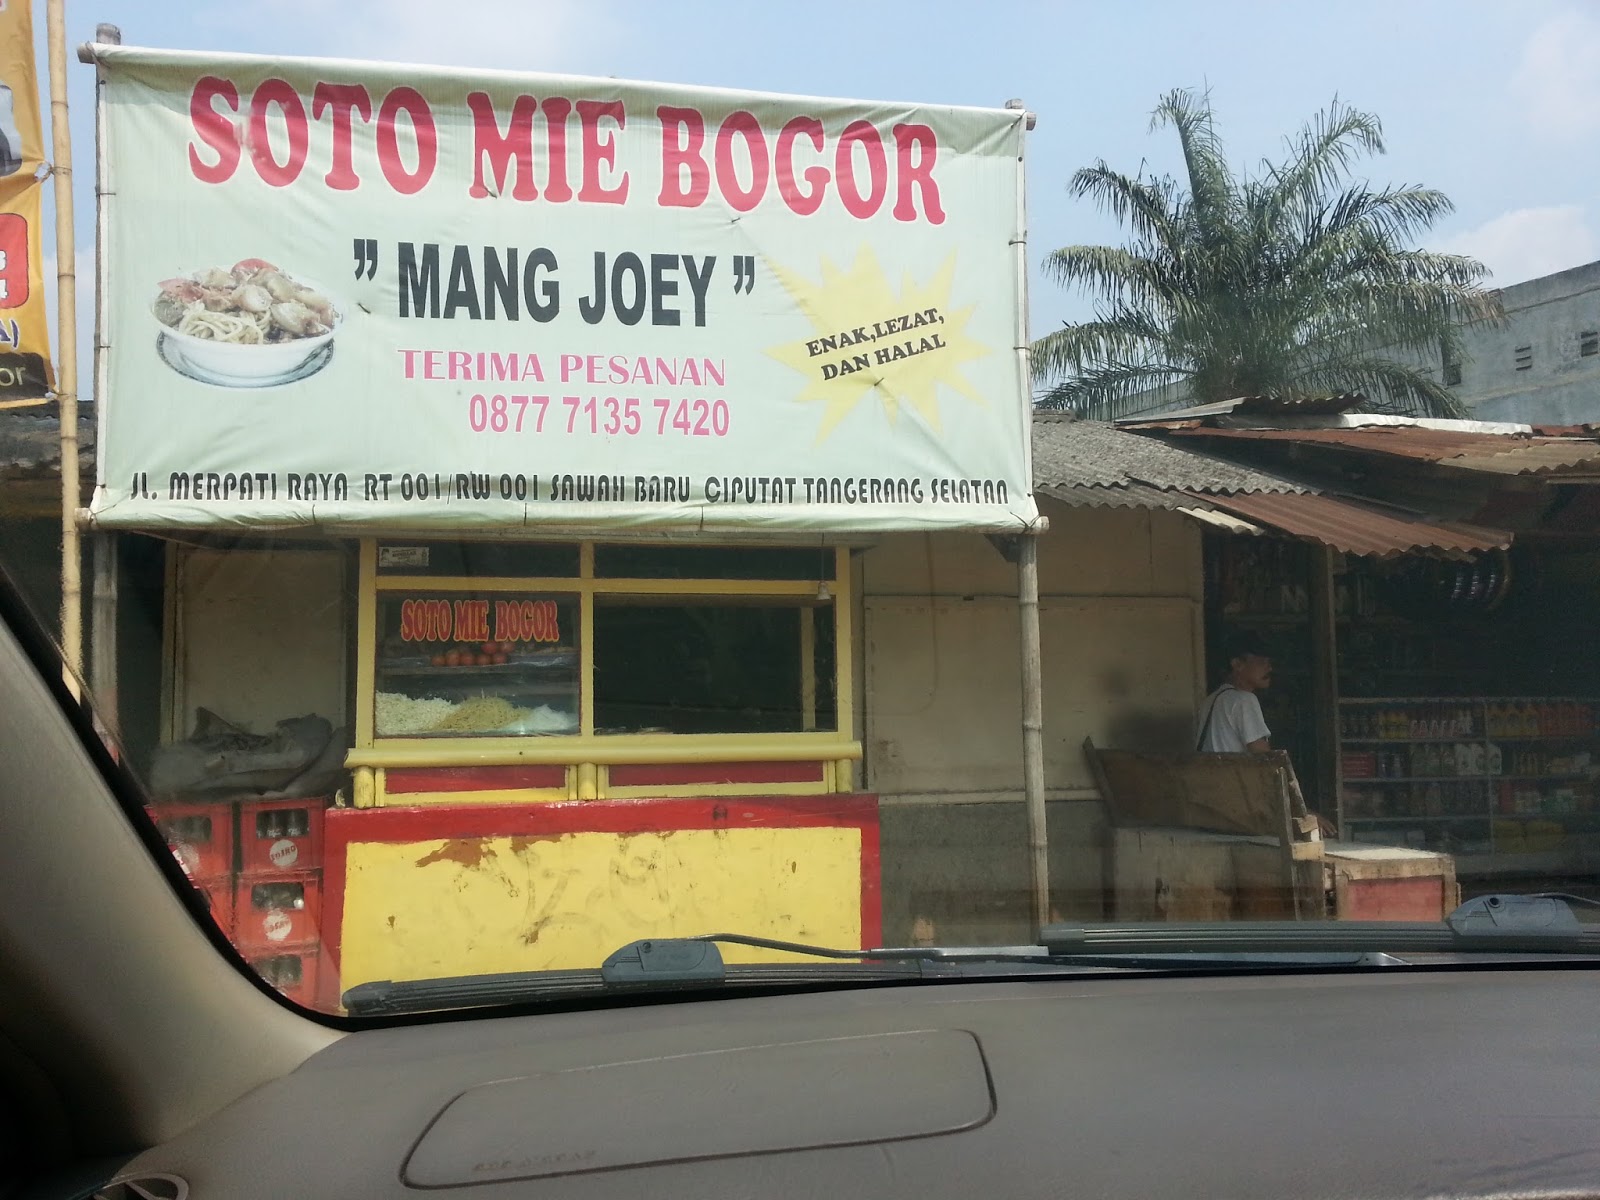 SOTO MIE BOGOR
" MANG JOEY "
ENAK,LEZAT,
DAN HALAL
TERIMA PESANAN
0877 7135 7420
JL. MERPATI RAYA RT 001/RW 001 SAWAH BARU CIPUTAT TANGERANG SELATAN
SOTO MIE BOGOR